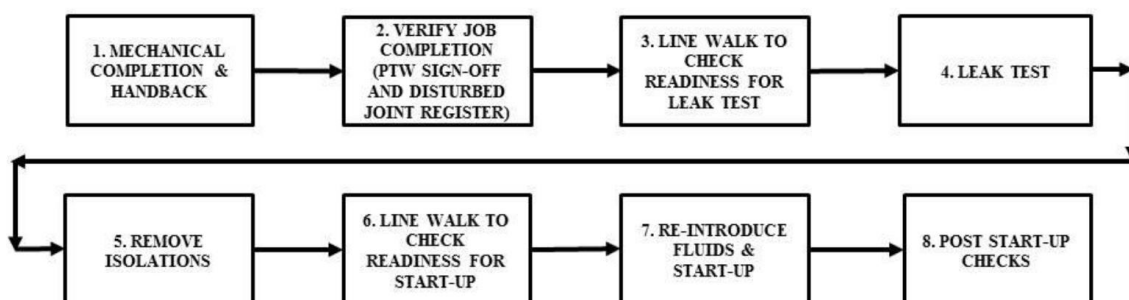 1. MECHANICAL
COMPLETION &
HANDBACK
2. VERIFY JOB
COMPLETION
(PTW SIGN-OFF
AND DISTURBED
JOINT REGISTER)
3. LINE WALK TO
CHECK
READINESS FOR
LEAK TEST
4. LEAK TEST
5. REMOVE
ISOLATIONS
6. LINE WALK TO
CHECK
READINESS FOR
START-UP
7. RE-INTRODUCE
FLUIDS &
START-UP
8. POST START-UP
CHECKS